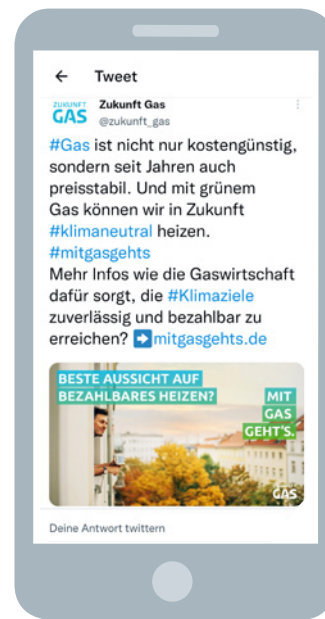 ← Tweet
ZUKUNFT
GAS
Zukunft Gas
@zukunft_gas
#Gas ist nicht nur kostengünstig,
sondern seit Jahren auch
preisstabil. Und mit grünem
Gas können wir in Zukunft
#klimaneutral heizen.
#mitgasgehts
Mehr Infos wie die Gaswirtschaft
dafür sorgt, die #Klimaziele
zuverlässig und bezahlbar zu
erreichen? ➡mitgasgehts.de
BESTE AUSSICHT AUF
BEZAHLBARES HEIZEN?
MIT
GAS
GEHT'S.
GAS
Deine Antwort twittern